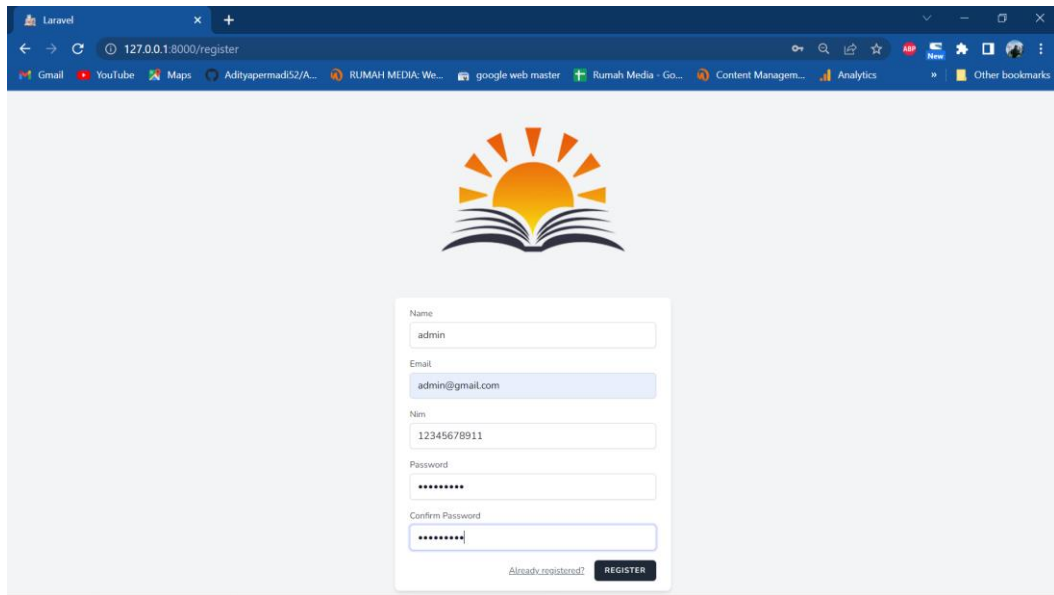 Laravel
127.0.0.1:8000/register
ABP
New
Gmail YouTube Maps Adityapermadi52/A... RUMAH MEDIA: We... google web master Rumah Media - Go... Content Managem... Analytics » Other bookmarks
Name
admin
Email
admin@gmail.com
Nim
12345678911
Password
•••••••••
Confirm Password
•••••••••
Already registered? REGISTER